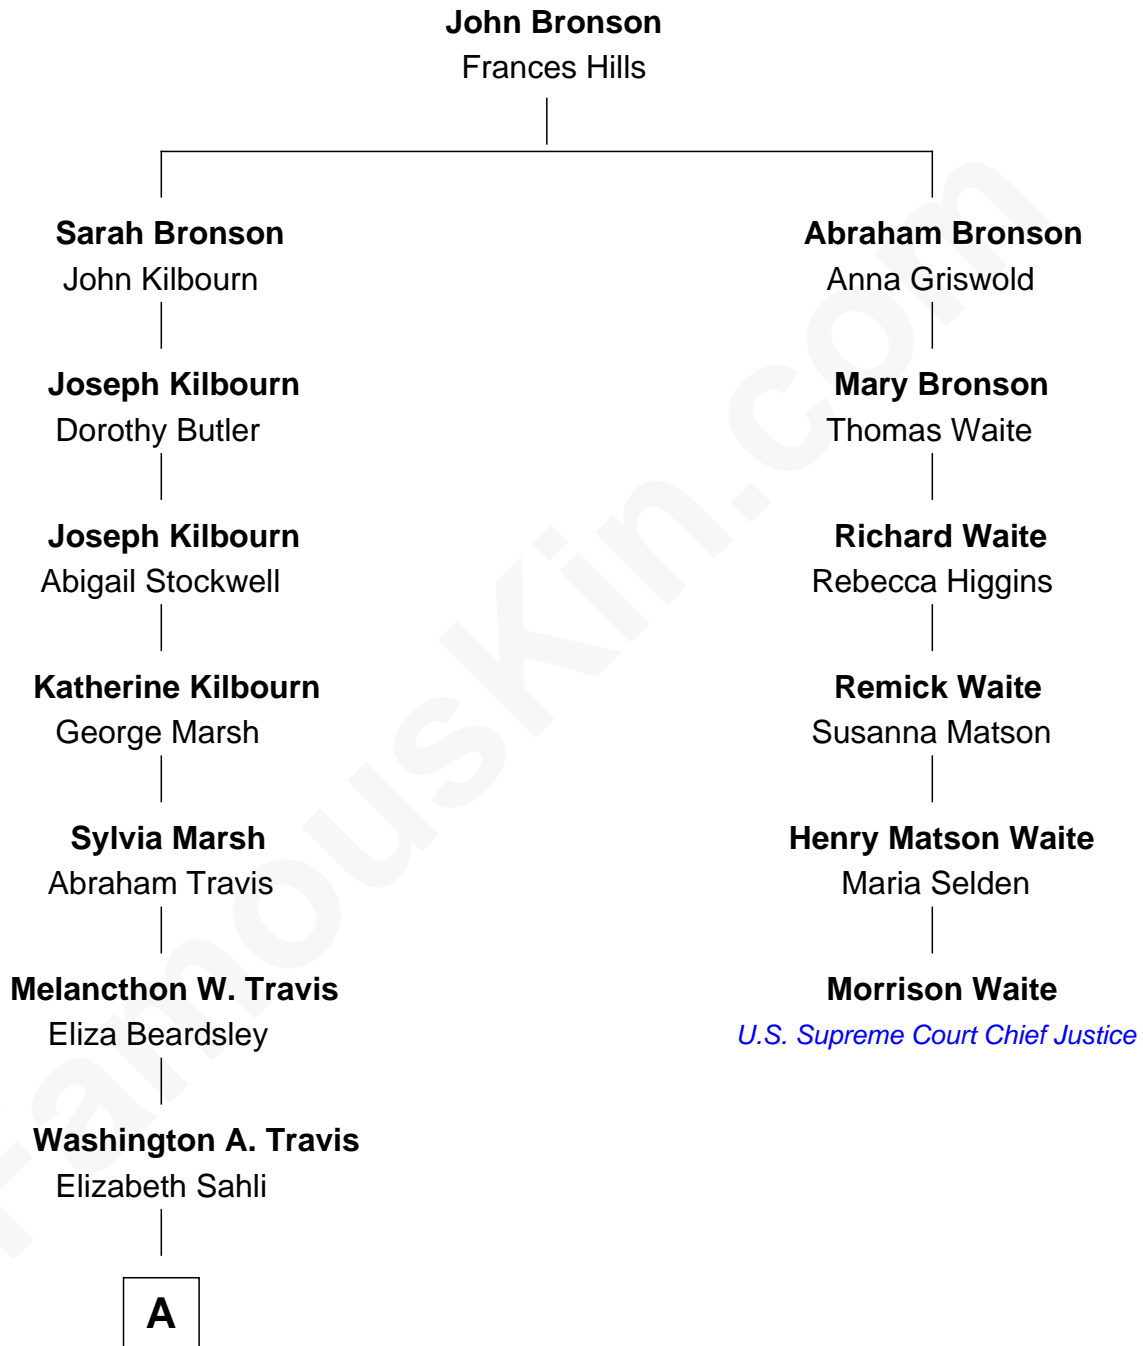 John Bronson
Frances Hills
Sarah Bronson
John Kilbourn
Abraham Bronson
Anna Griswold
Joseph Kilbourn
Dorothy Butler
Mary Bronson
Thomas Waite
Joseph Kilbourn
Abigail Stockwell
Richard Waite
Rebecca Higgins
Katherine Kilbourn
George Marsh
Remick Waite
Susanna Matson
Sylvia Marsh
Abraham Travis
Henry Matson Waite
Maria Selden
Melancthon W. Travis
Eliza Beardsley
Morrison Waite
U.S. Supreme Court Chief Justice
Washington A. Travis
Elizabeth Sahli
A
FamousKin.com